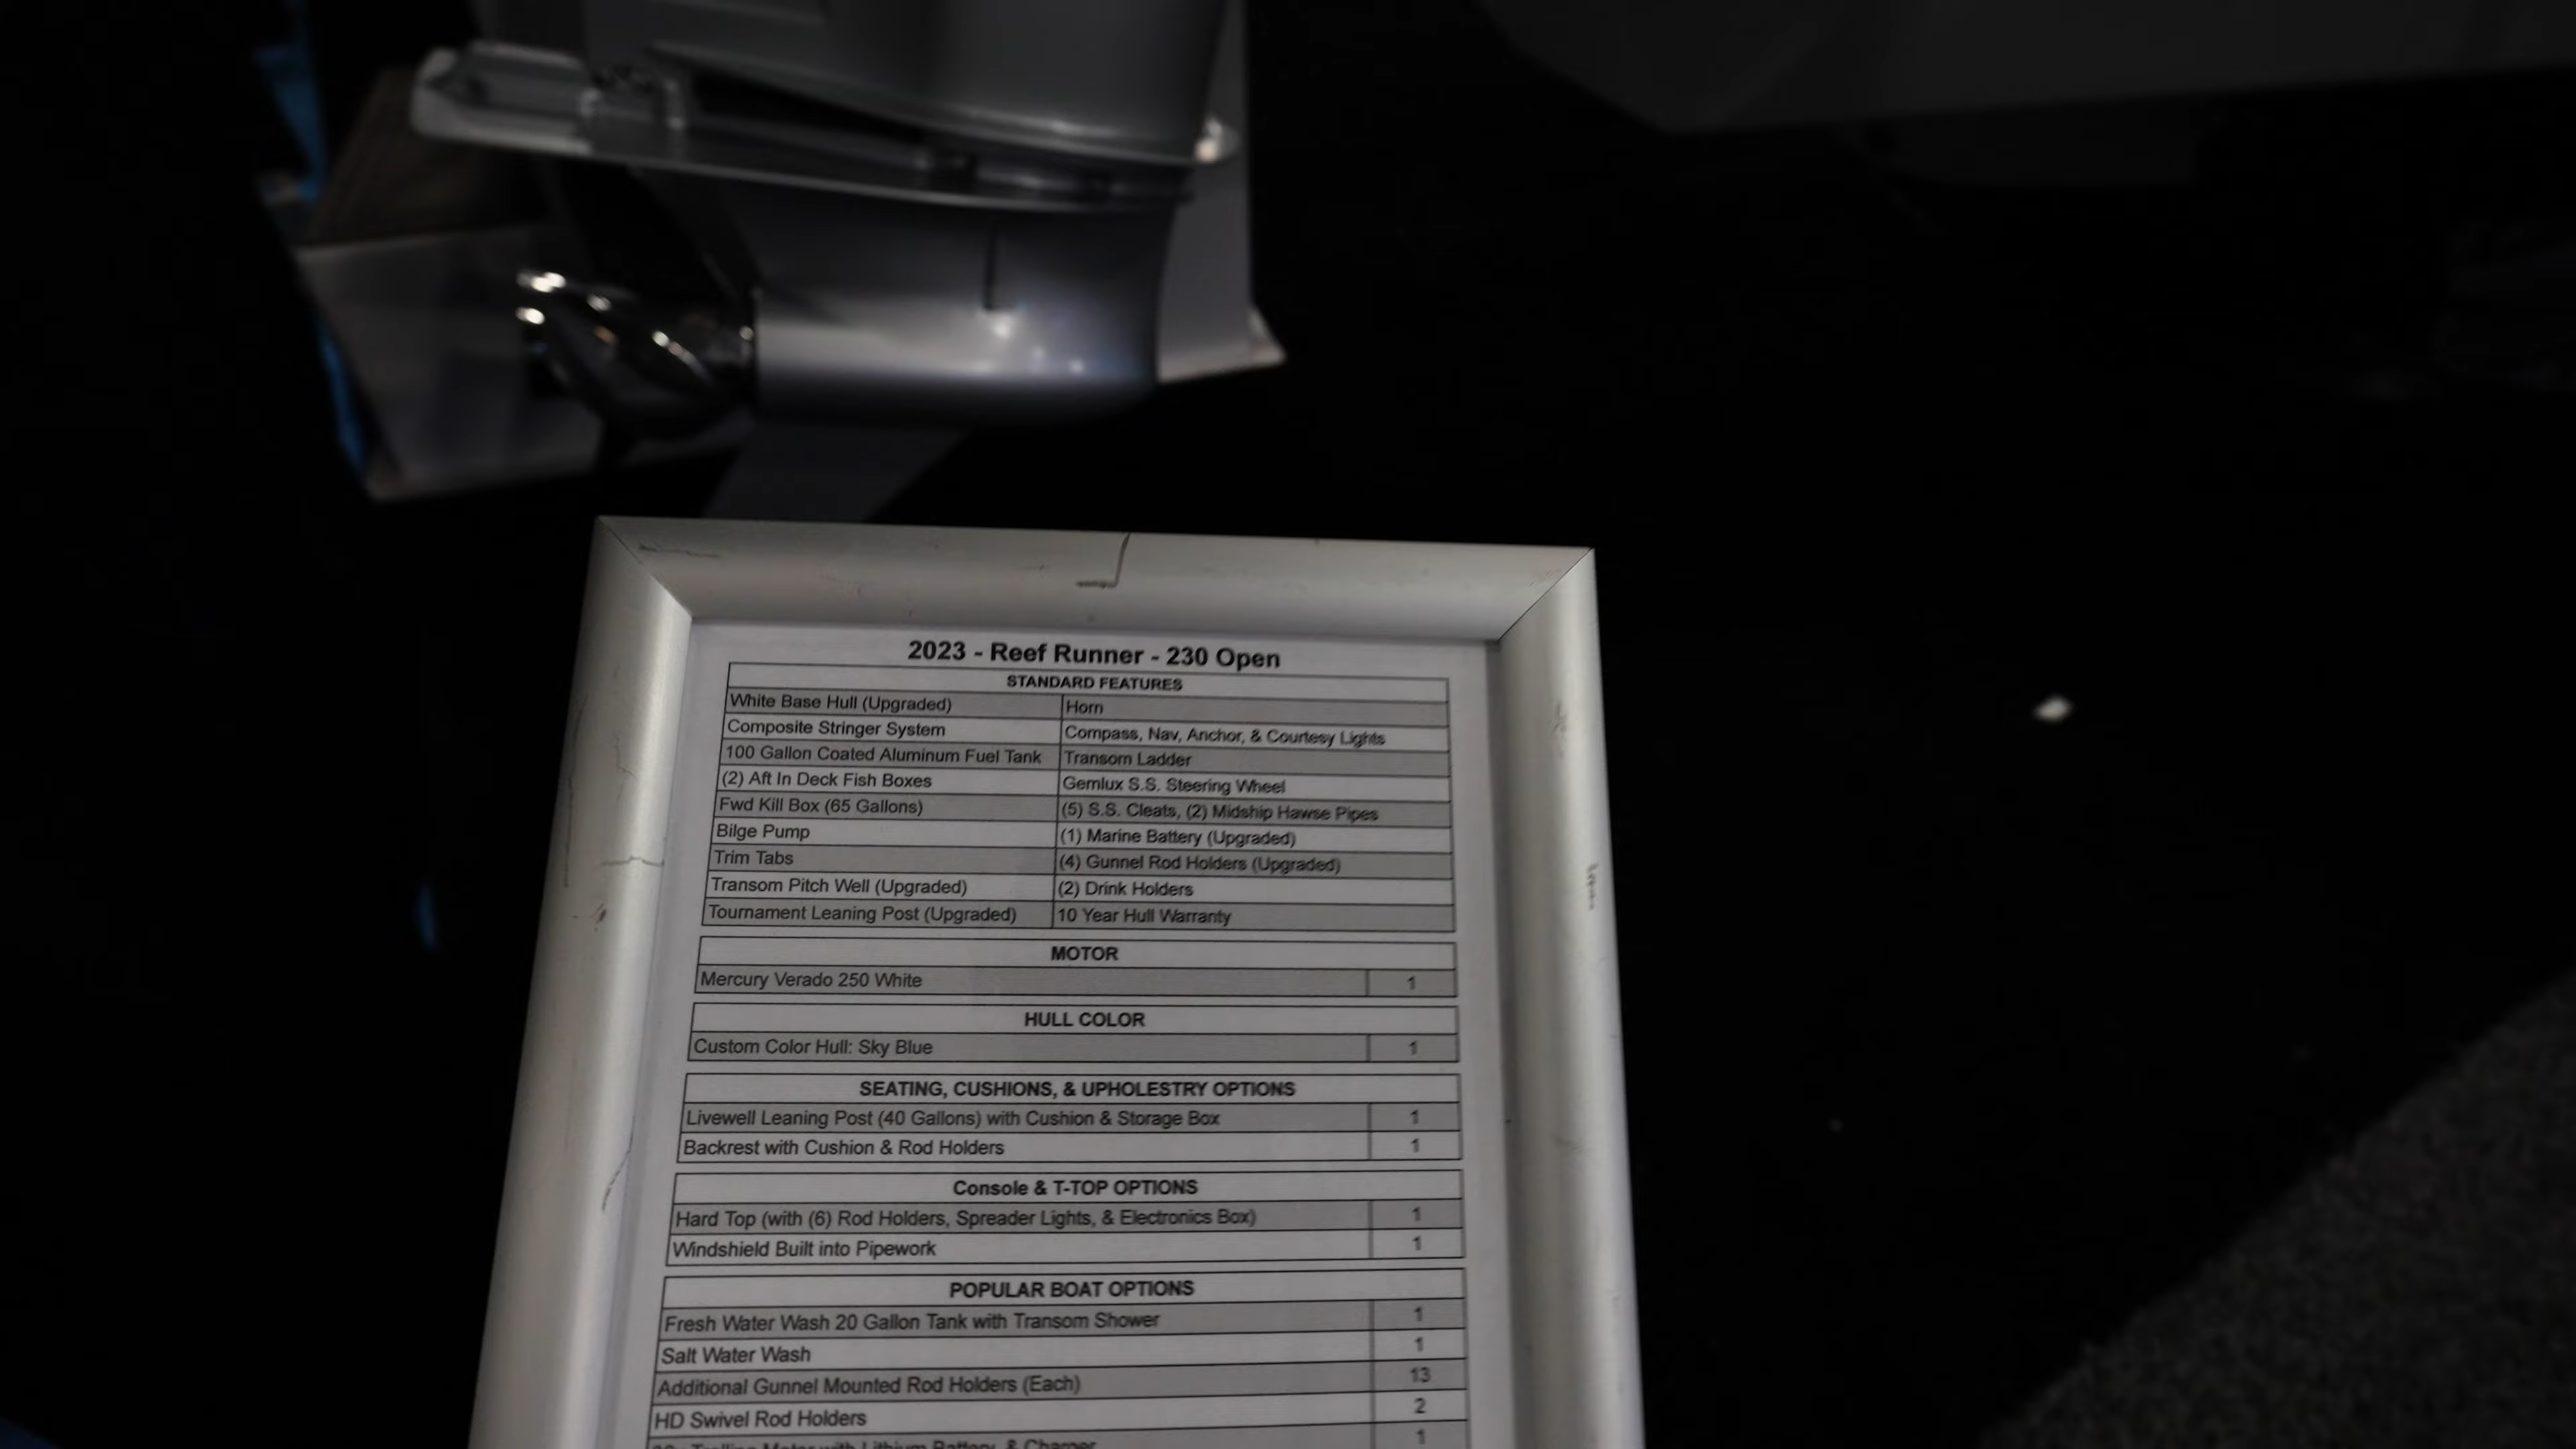 2023 - Reef Runner - 230 Open
STANDARD FEATURES
White Base Hull (Upgraded) Horn
Composite Stringer System Compass, Nav, Anchor, & Courtesy Lights
100 Gallon Coated Aluminum Fuel Tank Transom Ladder
(2) Aft In Deck Fish Boxes Gemlux S.S. Steering Wheel
Fwd Kill Box (65 Gallons) (5) S.S. Cleats, (2) Midship Hawse Pipes
Bilge Pump (1) Marine Battery (Upgraded)
Trim Tabs (4) Gunnel Rod Holders (Upgraded)
Transom Pitch Well (Upgraded) (2) Drink Holders
Tournament Leaning Post (Upgraded) 10 Year Hull Warranty
MOTOR
Mercury Verado 250 White 1
HULL COLOR
Custom Color Hull: Sky Blue 1
SEATING, CUSHIONS, & UPHOLESTRY OPTIONS
Livewell Leaning Post (40 Gallons) with Cushion & Storage Box 1
Backrest with Cushion & Rod Holders 1
Console & T-TOP OPTIONS
Hard Top (with (6) Rod Holders, Spreader Lights, & Electronics Box) 1
Windshield Built into Pipework 1
POPULAR BOAT OPTIONS
Fresh Water Wash 20 Gallon Tank with Transom Shower 1
Salt Water Wash 1
Additional Gunnel Mounted Rod Holders (Each) 13
HD Swivel Rod Holders 2
Trolling Motor with Lithium Battery & Charger 1